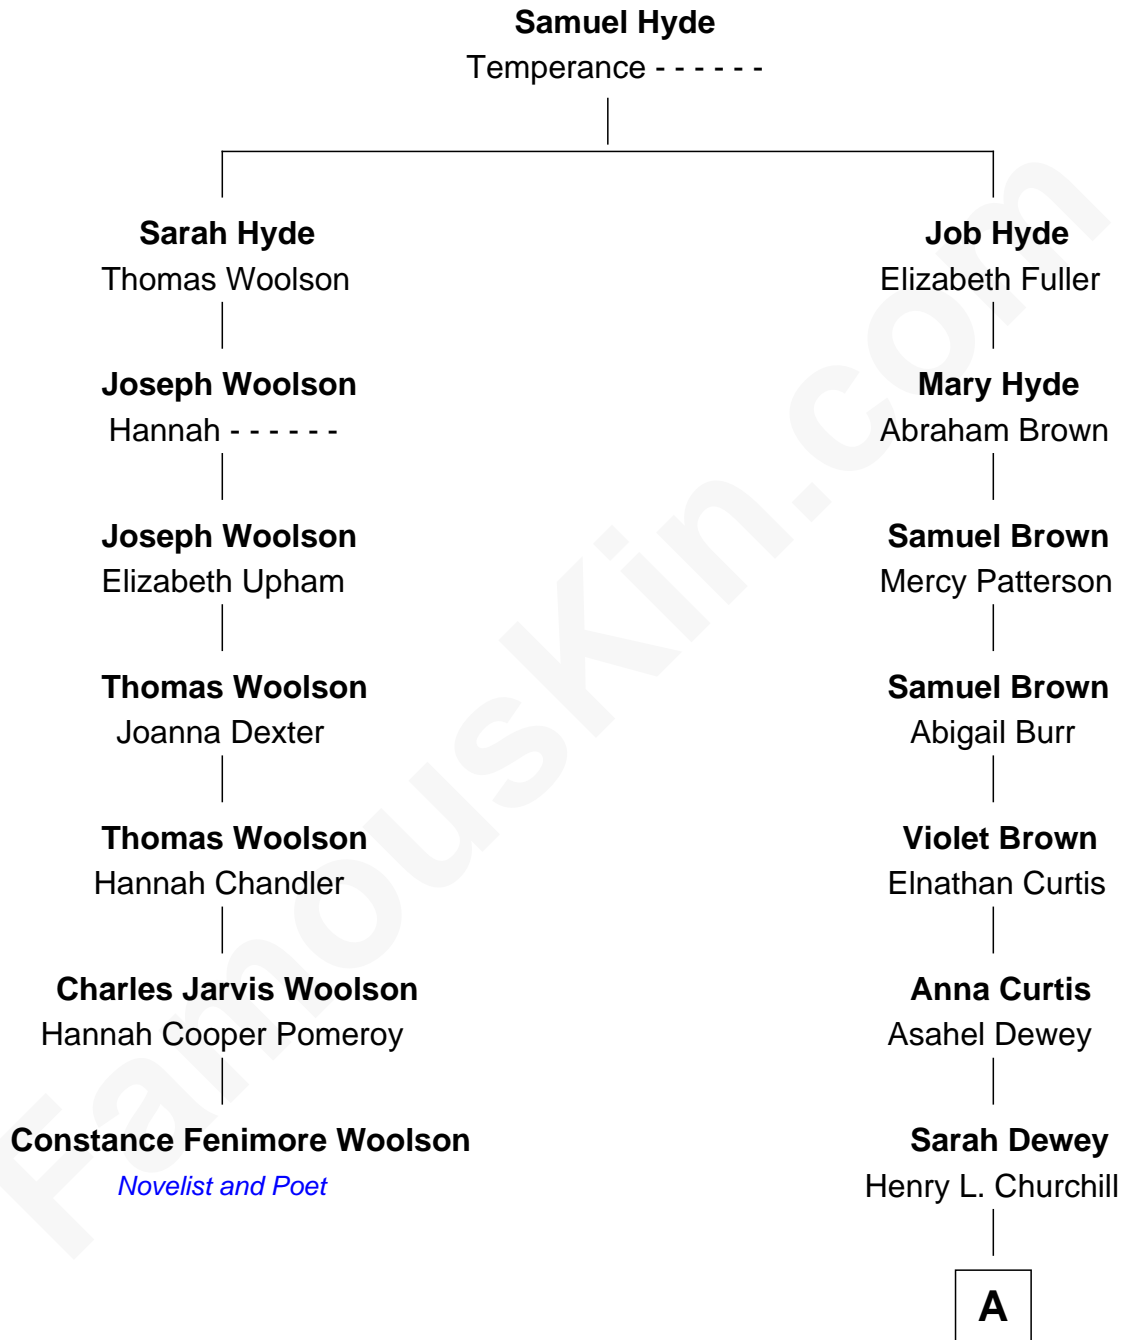 Samuel Hyde
Temperance - - - - - -
Sarah Hyde
Thomas Woolson
Job Hyde
Elizabeth Fuller
Joseph Woolson
Hannah - - - - - -
Mary Hyde
Abraham Brown
Joseph Woolson
Elizabeth Upham
Samuel Brown
Mercy Patterson
Thomas Woolson
Joanna Dexter
Samuel Brown
Abigail Burr
Thomas Woolson
Hannah Chandler
Violet Brown
Elnathan Curtis
Charles Jarvis Woolson
Hannah Cooper Pomeroy
Anna Curtis
Asahel Dewey
Constance Fenimore Woolson
Novelist and Poet
Sarah Dewey
Henry L. Churchill
A
FamousKin.com